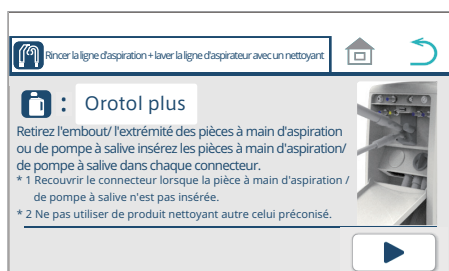 Rincer la ligne d'aspiration + laver la ligne d'aspirateur avec un nettoyant
: Orotol plus
Retirez l'embout/ l'extrémité des pièces à main d'aspiration
ou de pompe à salive insérez les pièces à main d'aspiration/
de pompe à salive dans chaque connecteur.
* 1 Recouvrir le connecteur lorsque la pièce à main d'aspiration /
de pompe à salive n'est pas insérée.
* 2 Ne pas utiliser de produit nettoyant autre celui préconisé.